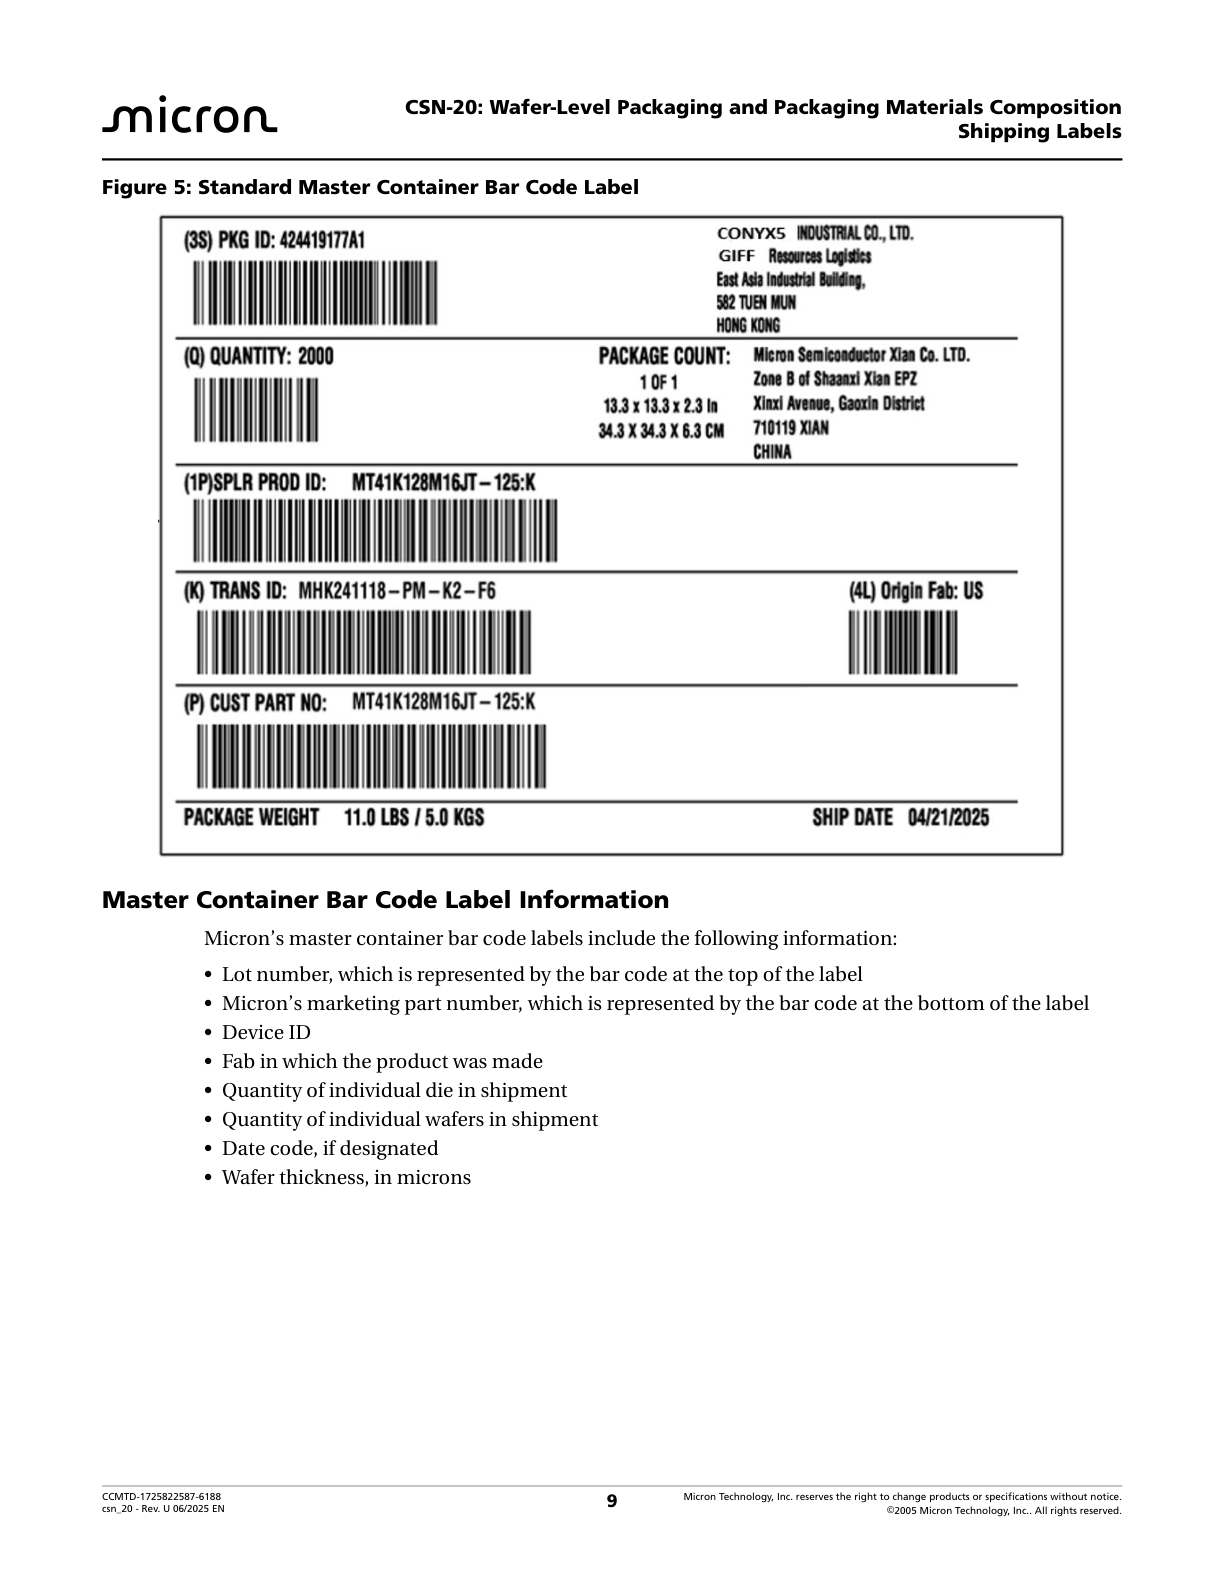 micron
CSN-20: Wafer-Level Packaging and Packaging Materials Composition
Shipping Labels
Figure 5: Standard Master Container Bar Code Label
(3S) PKG ID: 424419177A1
CONYX5 INDUSTRIAL CO., LTD.
GIFF Resources Logistics
East Asia Industrial Building,
582 TUEN MUN
HONG KONG
(Q) QUANTITY: 2000
PACKAGE COUNT:
1 OF 1
13.3 x 13.3 x 2.3 In
34.3 X 34.3 X 6.3 CM
Micron Semiconductor Xian Co. LTD.
Zone B of Shaanxi Xian EPZ
Xinxi Avenue, Gaoxin District
710119 XIAN
CHINA
(1P)SPLR PROD ID: MT41K128M16JT–125:K
(K) TRANS ID: MHK241118–PM–K2–F6
(4L) Origin Fab: US
(P) CUST PART NO: MT41K128M16JT–125:K
PACKAGE WEIGHT 11.0 LBS / 5.0 KGS
SHIP DATE 04/21/2025
Master Container Bar Code Label Information
Micron’s master container bar code labels include the following information:
• Lot number, which is represented by the bar code at the top of the label
• Micron’s marketing part number, which is represented by the bar code at the bottom of the label
• Device ID
• Fab in which the product was made
• Quantity of individual die in shipment
• Quantity of individual wafers in shipment
• Date code, if designated
• Wafer thickness, in microns
CCMTD-1725822587-6188
csn_20 - Rev. U 06/2025 EN
9
Micron Technology, Inc. reserves the right to change products or specifications without notice.
©2005 Micron Technology, Inc.. All rights reserved.